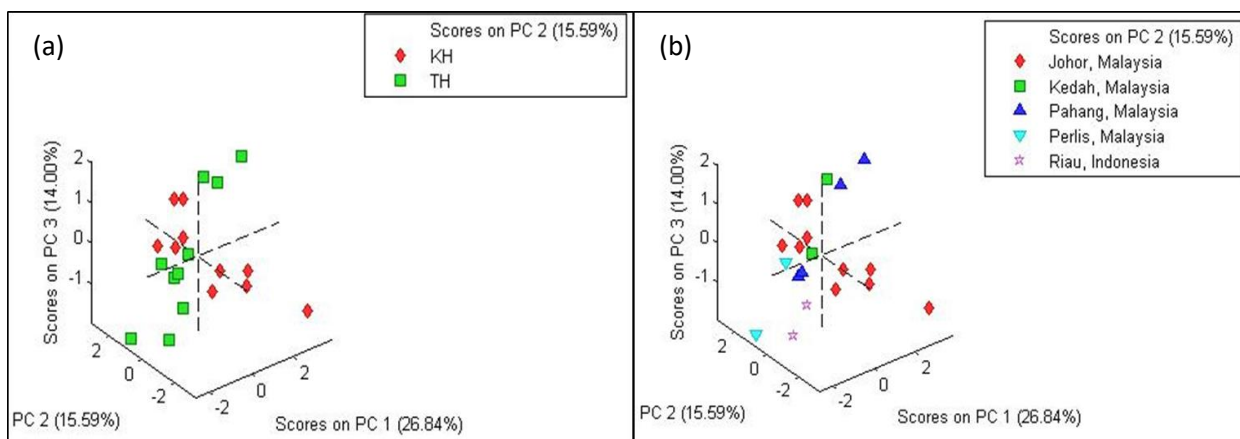 (a)
Scores on PC 2 (15.59%)
KH
TH
Scores on PC 3 (14.00%)
2
1
0
-1
2
0
-2
-2
0
2
PC 2 (15.59%)
Scores on PC 1 (26.84%)
(b)
Scores on PC 2 (15.59%)
Johor, Malaysia
Kedah, Malaysia
Pahang, Malaysia
Perlis, Malaysia
Riau, Indonesia
Scores on PC 3 (14.00%)
2
1
0
-1
2
0
-2
-2
0
2
PC 2 (15.59%)
Scores on PC 1 (26.84%)